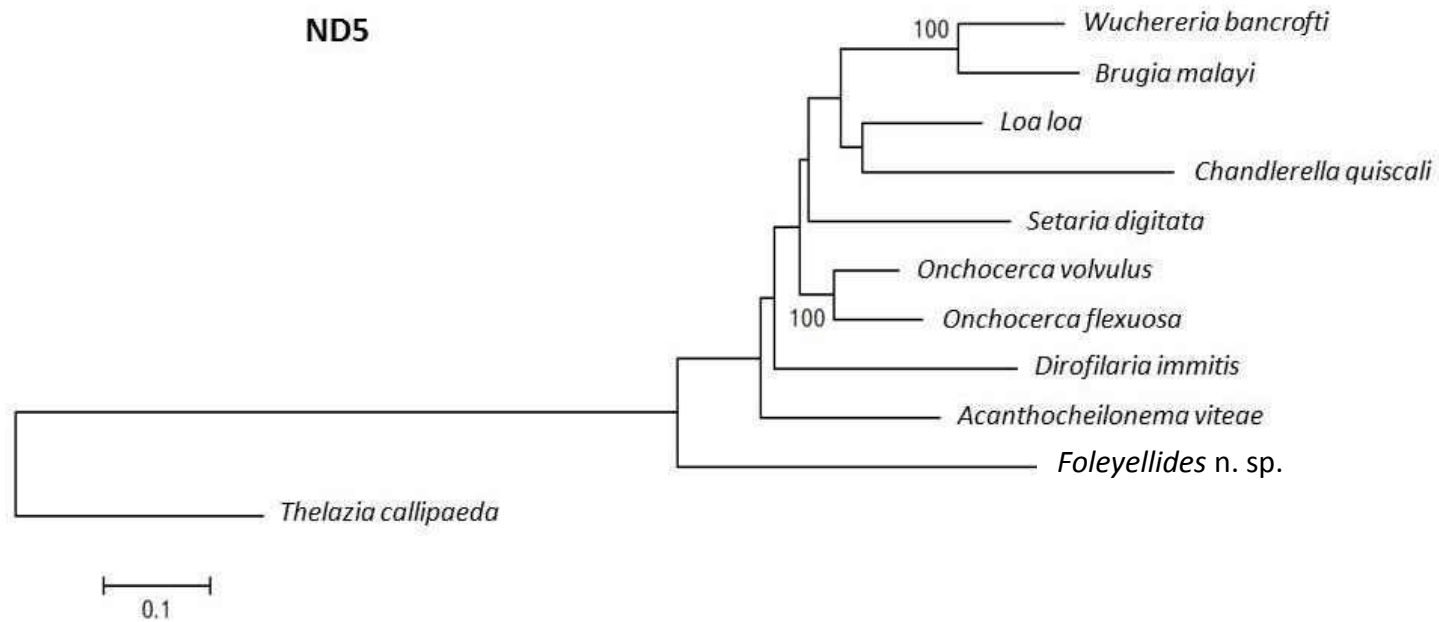 ND5
100
Wuchereria bancrofti
Brugia malayi
Loa loa
Chandlerella quiscali
Setaria digitata
Onchocerca volvulus
100
Onchocerca flexuosa
Dirofilaria immitis
Acanthocheilonema viteae
Foleyellides n. sp.
Thelazia callipaeda
0.1